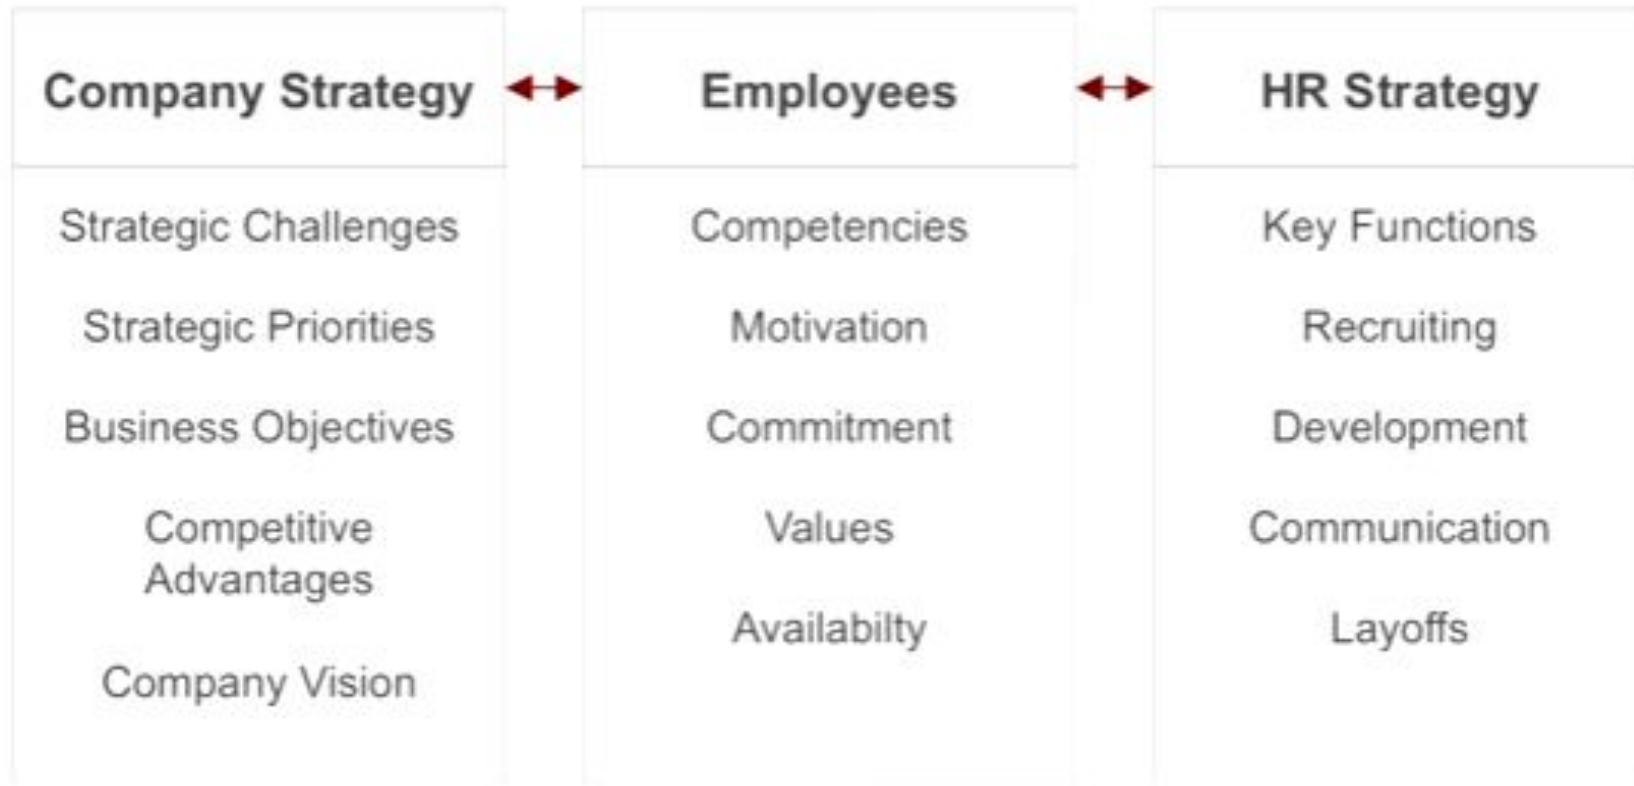 Company Strategy
Strategic Challenges
Strategic Priorities
Business Objectives
Competitive
Advantages
Company Vision
Employees
Competencies
Motivation
Commitment
Values
Availabilty
HR Strategy
Key Functions
Recruiting
Development
Communication
Layoffs